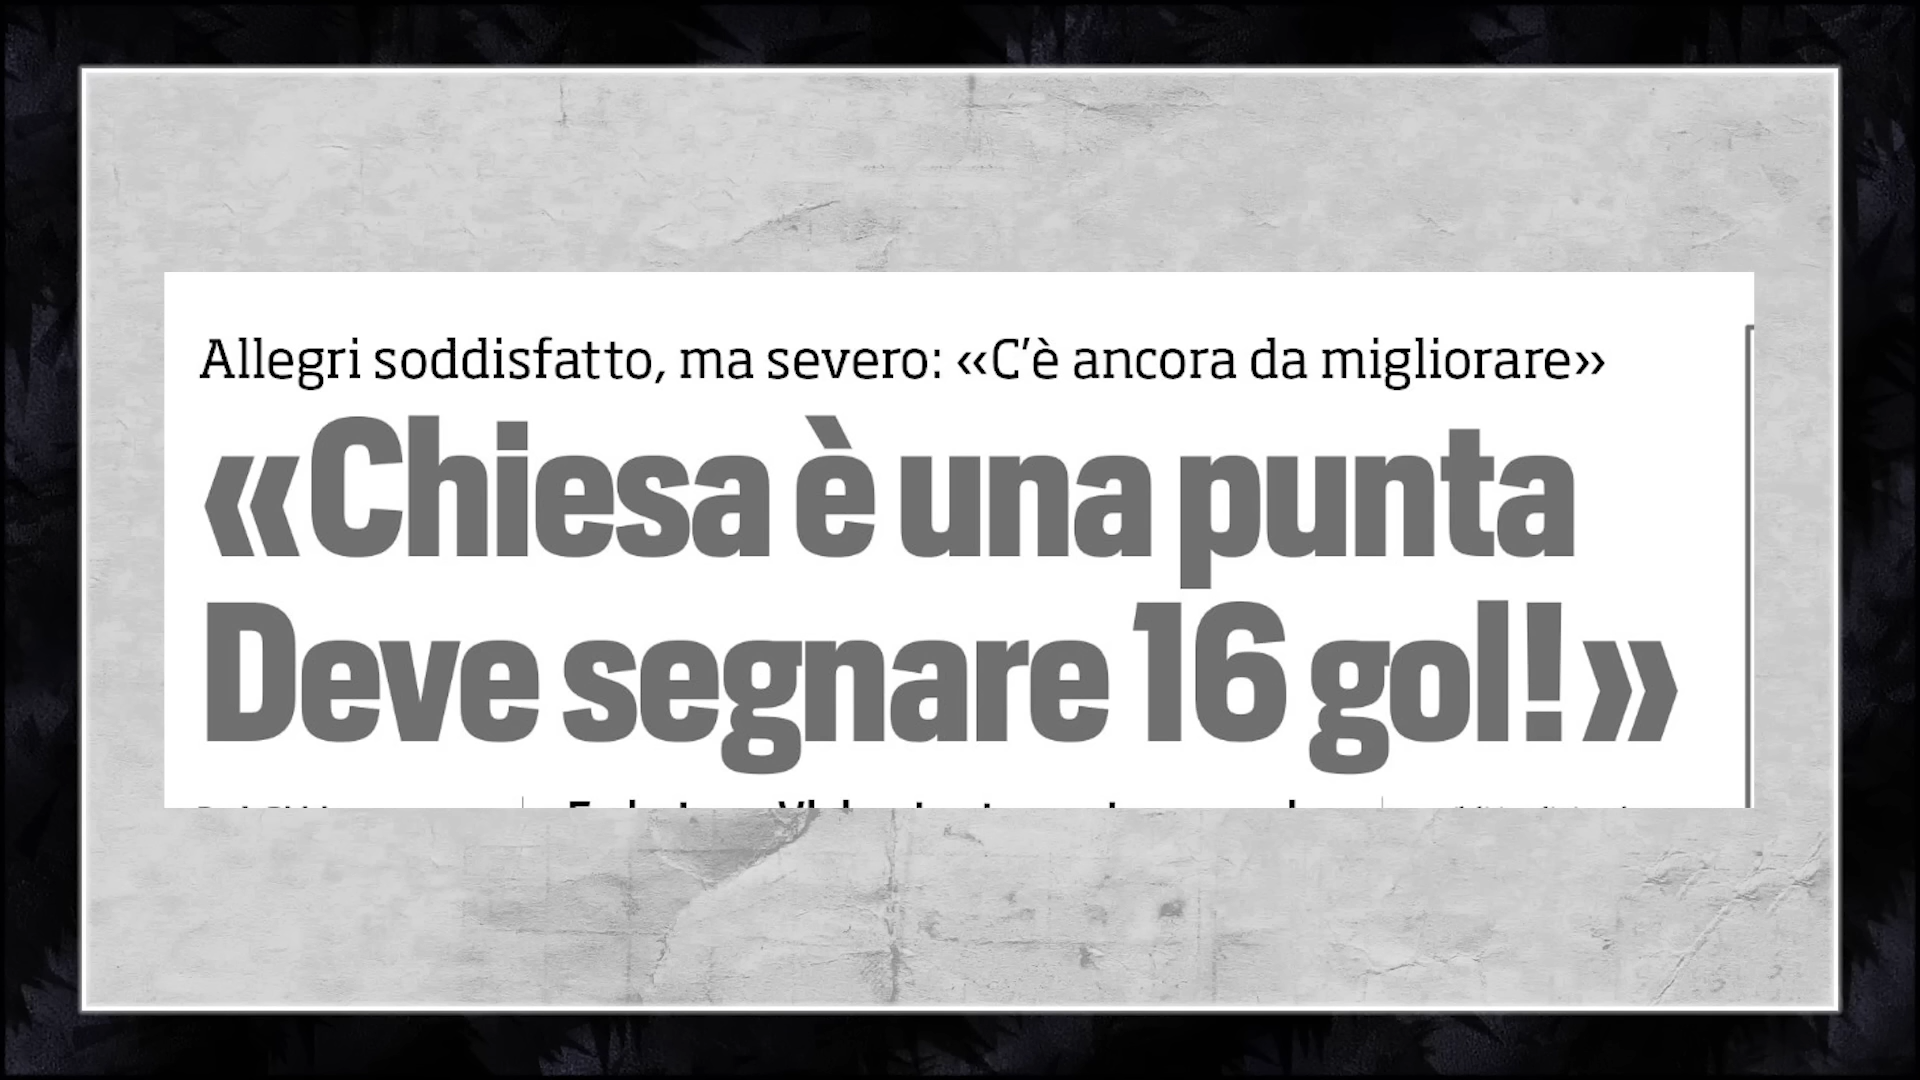 Allegri soddisfatto, ma severo: «C'è ancora da migliorare»
«Chiesa è una punta
Deve segnare 16 gol!»